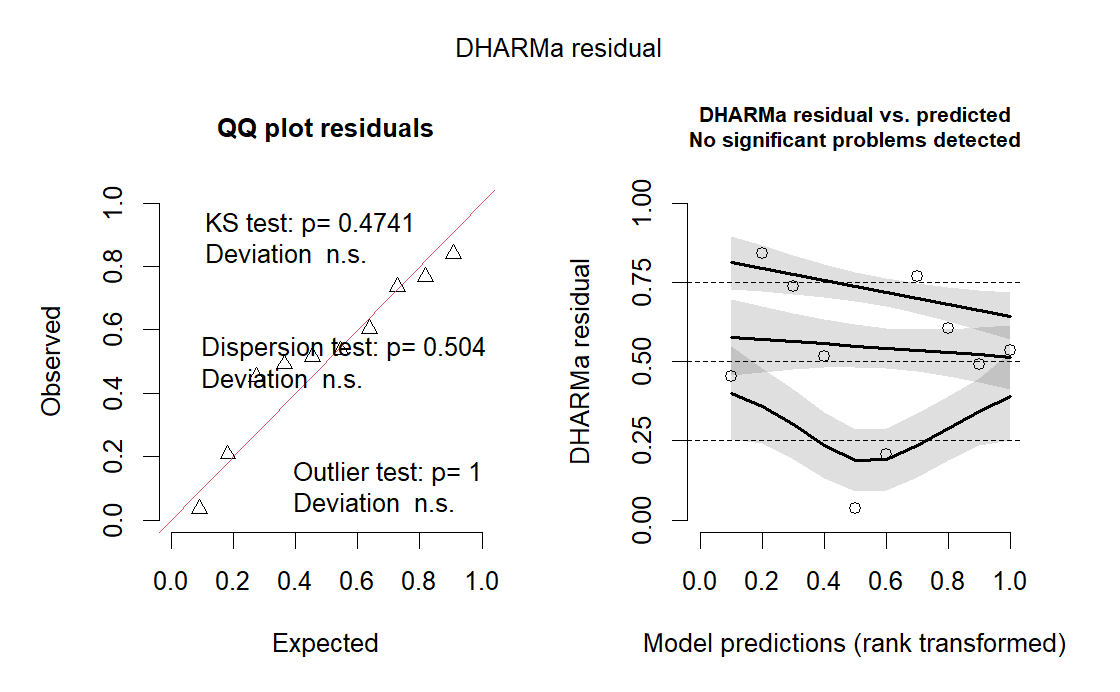 DHARMa residual
QQ plot residuals
KS test: p= 0.4741
Deviation  n.s.
Dispersion test: p= 0.504
Deviation  n.s.
Outlier test: p= 1
Deviation  n.s.
Observed
0.0 0.2 0.4 0.6 0.8 1.0
0.0 0.2 0.4 0.6 0.8 1.0
Expected
DHARMa residual vs. predicted
No significant problems detected
DHARMa residual
0.00 0.25 0.50 0.75 1.00
0.0 0.2 0.4 0.6 0.8 1.0
Model predictions (rank transformed)